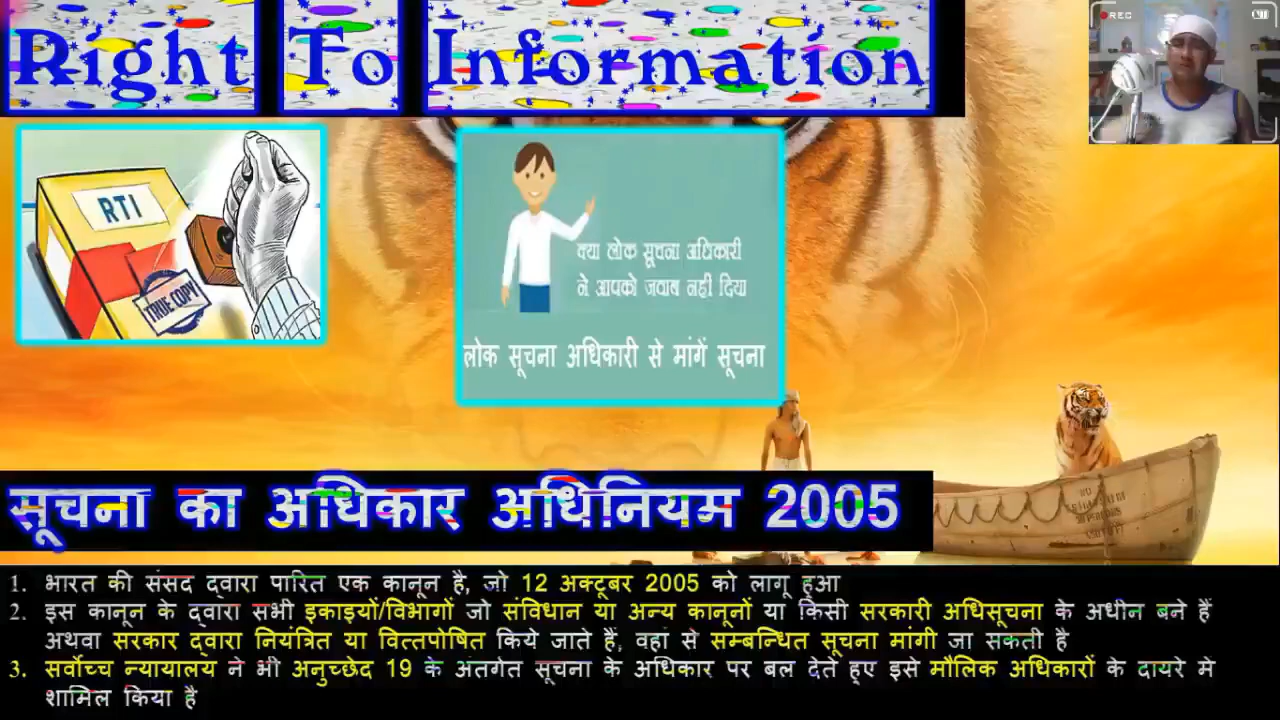 Right To Information
REC
RTI
TRUE COPY
क्या लोक सूचना अधिकारी
ने आपको जवाब नहीं दिया
लोक सूचना अधिकारी से मांगें सूचना
सूचना का अधिकार अधिनियम 2005
1. भारत की संसद द्वारा पारित एक कानून है, जो 12 अक्टूबर 2005 को लागू हुआ
2. इस कानून के द्वारा सभी इकाइयों/विभागों जो संविधान या अन्य कानूनों या किसी सरकारी अधिसूचना के अधीन बने हैं
अथवा सरकार द्वारा नियंत्रित या वित्तपोषित किये जाते हैं, वहां से सम्बन्धित सूचना मांगी जा सकती है
3. सर्वोच्च न्यायालय ने भी अनुच्छेद 19 के अंतर्गत सूचना के अधिकार पर बल देते हुए इसे मौलिक अधिकारों के दायरे में
शामिल किया है